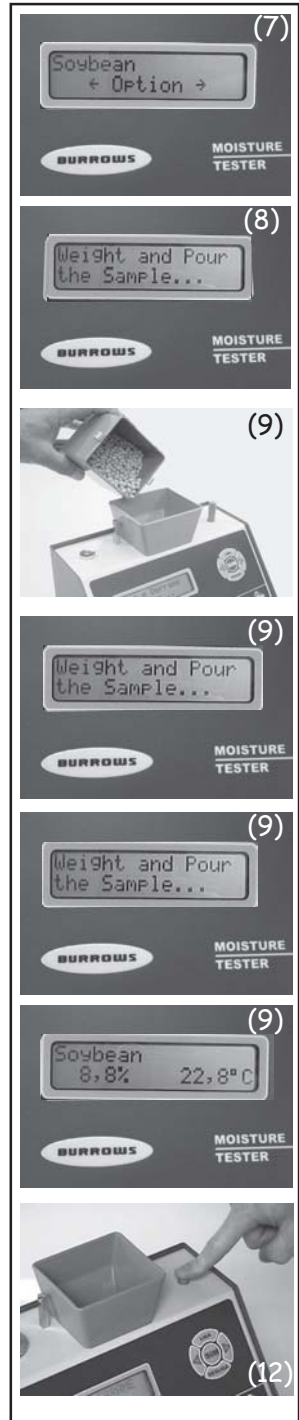 (7)
Soybean
← Option →
BURROWS
MOISTURE
TESTER
(8)
Weight and Pour
the Sample...
BURROWS
MOISTURE
TESTER
(9)
(9)
Weight and Pour
the Sample...
BURROWS
MOISTURE
TESTER
(9)
Weight and Pour
the Sample...
BURROWS
MOISTURE
TESTER
(9)
Soybean
8,8% 22,8°C
BURROWS
MOISTURE
TESTER
(12)